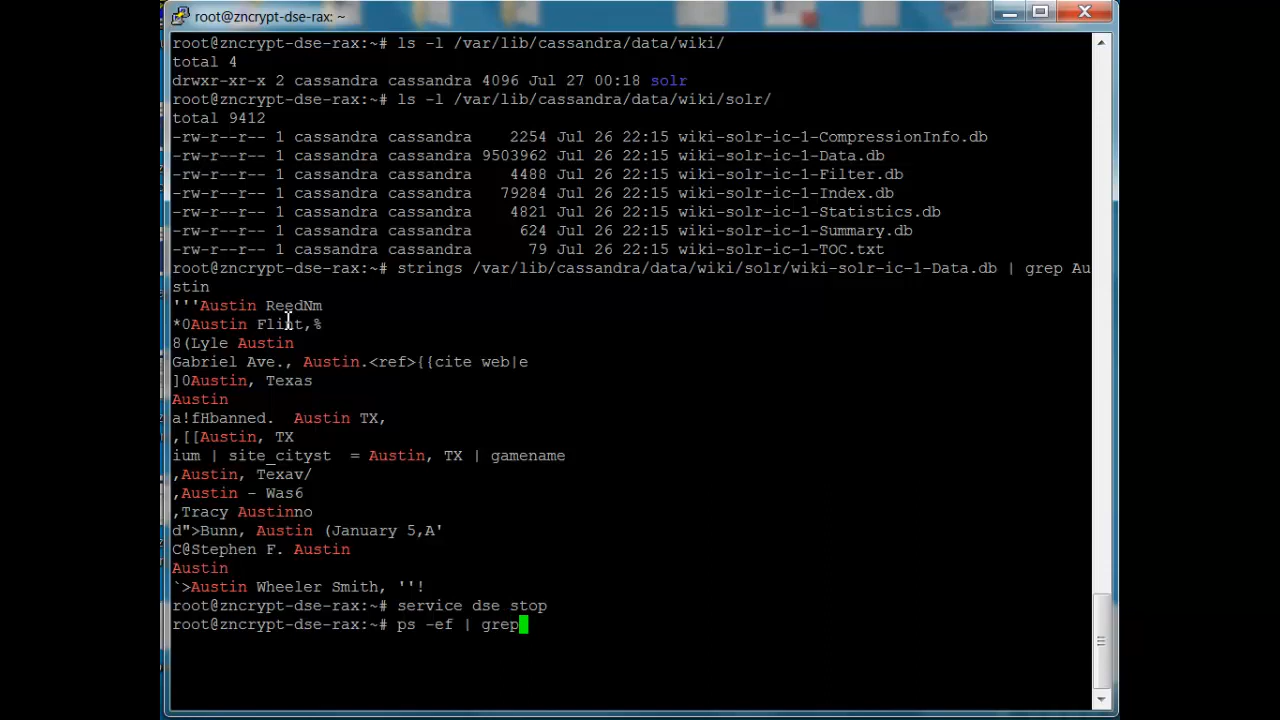 root@zncrypt-dse-rax: ~
root@zncrypt-dse-rax:~# ls -l /var/lib/cassandra/data/wiki/
total 4
drwxr-xr-x 2 cassandra cassandra 4096 Jul 27 00:18 solr
root@zncrypt-dse-rax:~# ls -l /var/lib/cassandra/data/wiki/solr/
total 9412
-rw-r--r-- 1 cassandra cassandra    2254 Jul 26 22:15 wiki-solr-ic-1-CompressionInfo.db
-rw-r--r-- 1 cassandra cassandra 9503962 Jul 26 22:15 wiki-solr-ic-1-Data.db
-rw-r--r-- 1 cassandra cassandra    4488 Jul 26 22:15 wiki-solr-ic-1-Filter.db
-rw-r--r-- 1 cassandra cassandra   79284 Jul 26 22:15 wiki-solr-ic-1-Index.db
-rw-r--r-- 1 cassandra cassandra    4821 Jul 26 22:15 wiki-solr-ic-1-Statistics.db
-rw-r--r-- 1 cassandra cassandra     624 Jul 26 22:15 wiki-solr-ic-1-Summary.db
-rw-r--r-- 1 cassandra cassandra      79 Jul 26 22:15 wiki-solr-ic-1-TOC.txt
root@zncrypt-dse-rax:~# strings /var/lib/cassandra/data/wiki/solr/wiki-solr-ic-1-Data.db | grep Au
stin
'''Austin ReedNm
*0Austin Flint,%
8(Lyle Austin
Gabriel Ave., Austin.<ref>{{cite web|e
]0Austin, Texas
Austin
a!fHbanned.  Austin TX,
,[[Austin, TX
ium | site_cityst  = Austin, TX | gamename
,Austin, Texav/
,Austin - Was6
,Tracy Austinno
d">Bunn, Austin (January 5,A'
C@Stephen F. Austin
Austin
`>Austin Wheeler Smith, ''!
root@zncrypt-dse-rax:~# service dse stop
root@zncrypt-dse-rax:~# ps -ef | grep